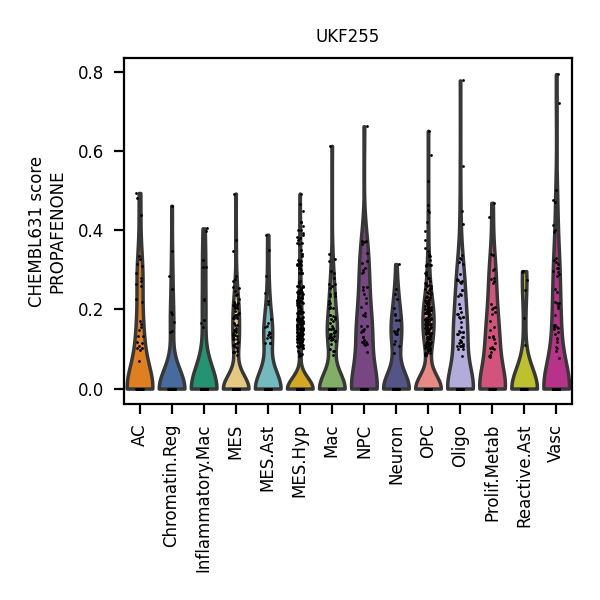 UKF255
CHEMBL631 score
PROPAFENONE
0.8
0.6
0.4
0.2
0.0
AC
Chromatin.Reg
Inflammatory.Mac
MES
MES.Ast
MES.Hyp
Mac
NPC
Neuron
OPC
Oligo
Prolif.Metab
Reactive.Ast
Vasc